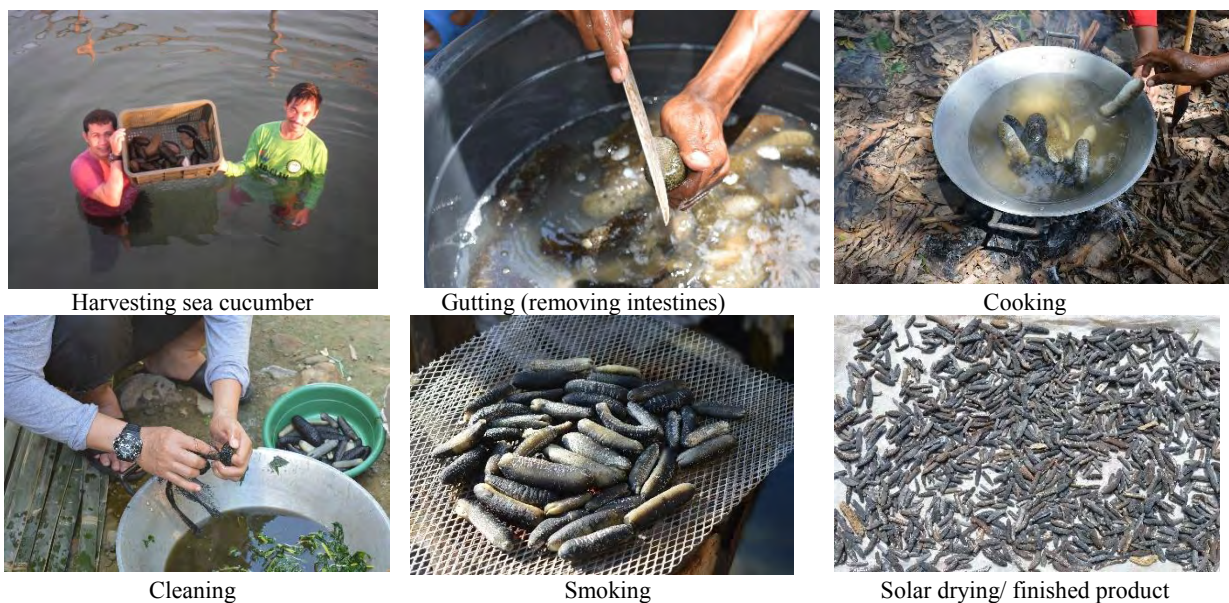 Harvesting sea cucumber
Gutting (removing intestines)
Cooking
Cleaning
Smoking
Solar drying/ finished product